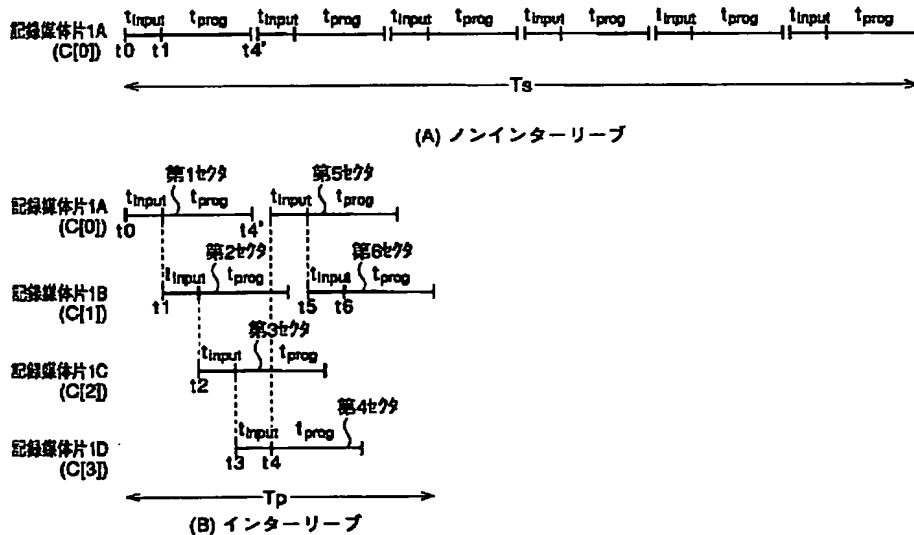 tinput tprog tinput tprog tinput tprog tinput tprog tinput tprog tinput tprog
記録媒体片1A
(C[0])
t0 t1 t4'
Ts
(A) ノンインターリーブ
第1セクタ 第5セクタ
tinput tprog tinput tprog
記録媒体片1A
(C[0])
t0 t4'
第2セクタ 第6セクタ
tinput tprog tinput tprog
記録媒体片1B
(C[1])
t1 t5 t6
第3セクタ
tinput tprog
記録媒体片1C
(C[2])
t2
第4セクタ
tinput tprog
記録媒体片1D
(C[3])
t3 t4
Tp
(B) インターリーブ